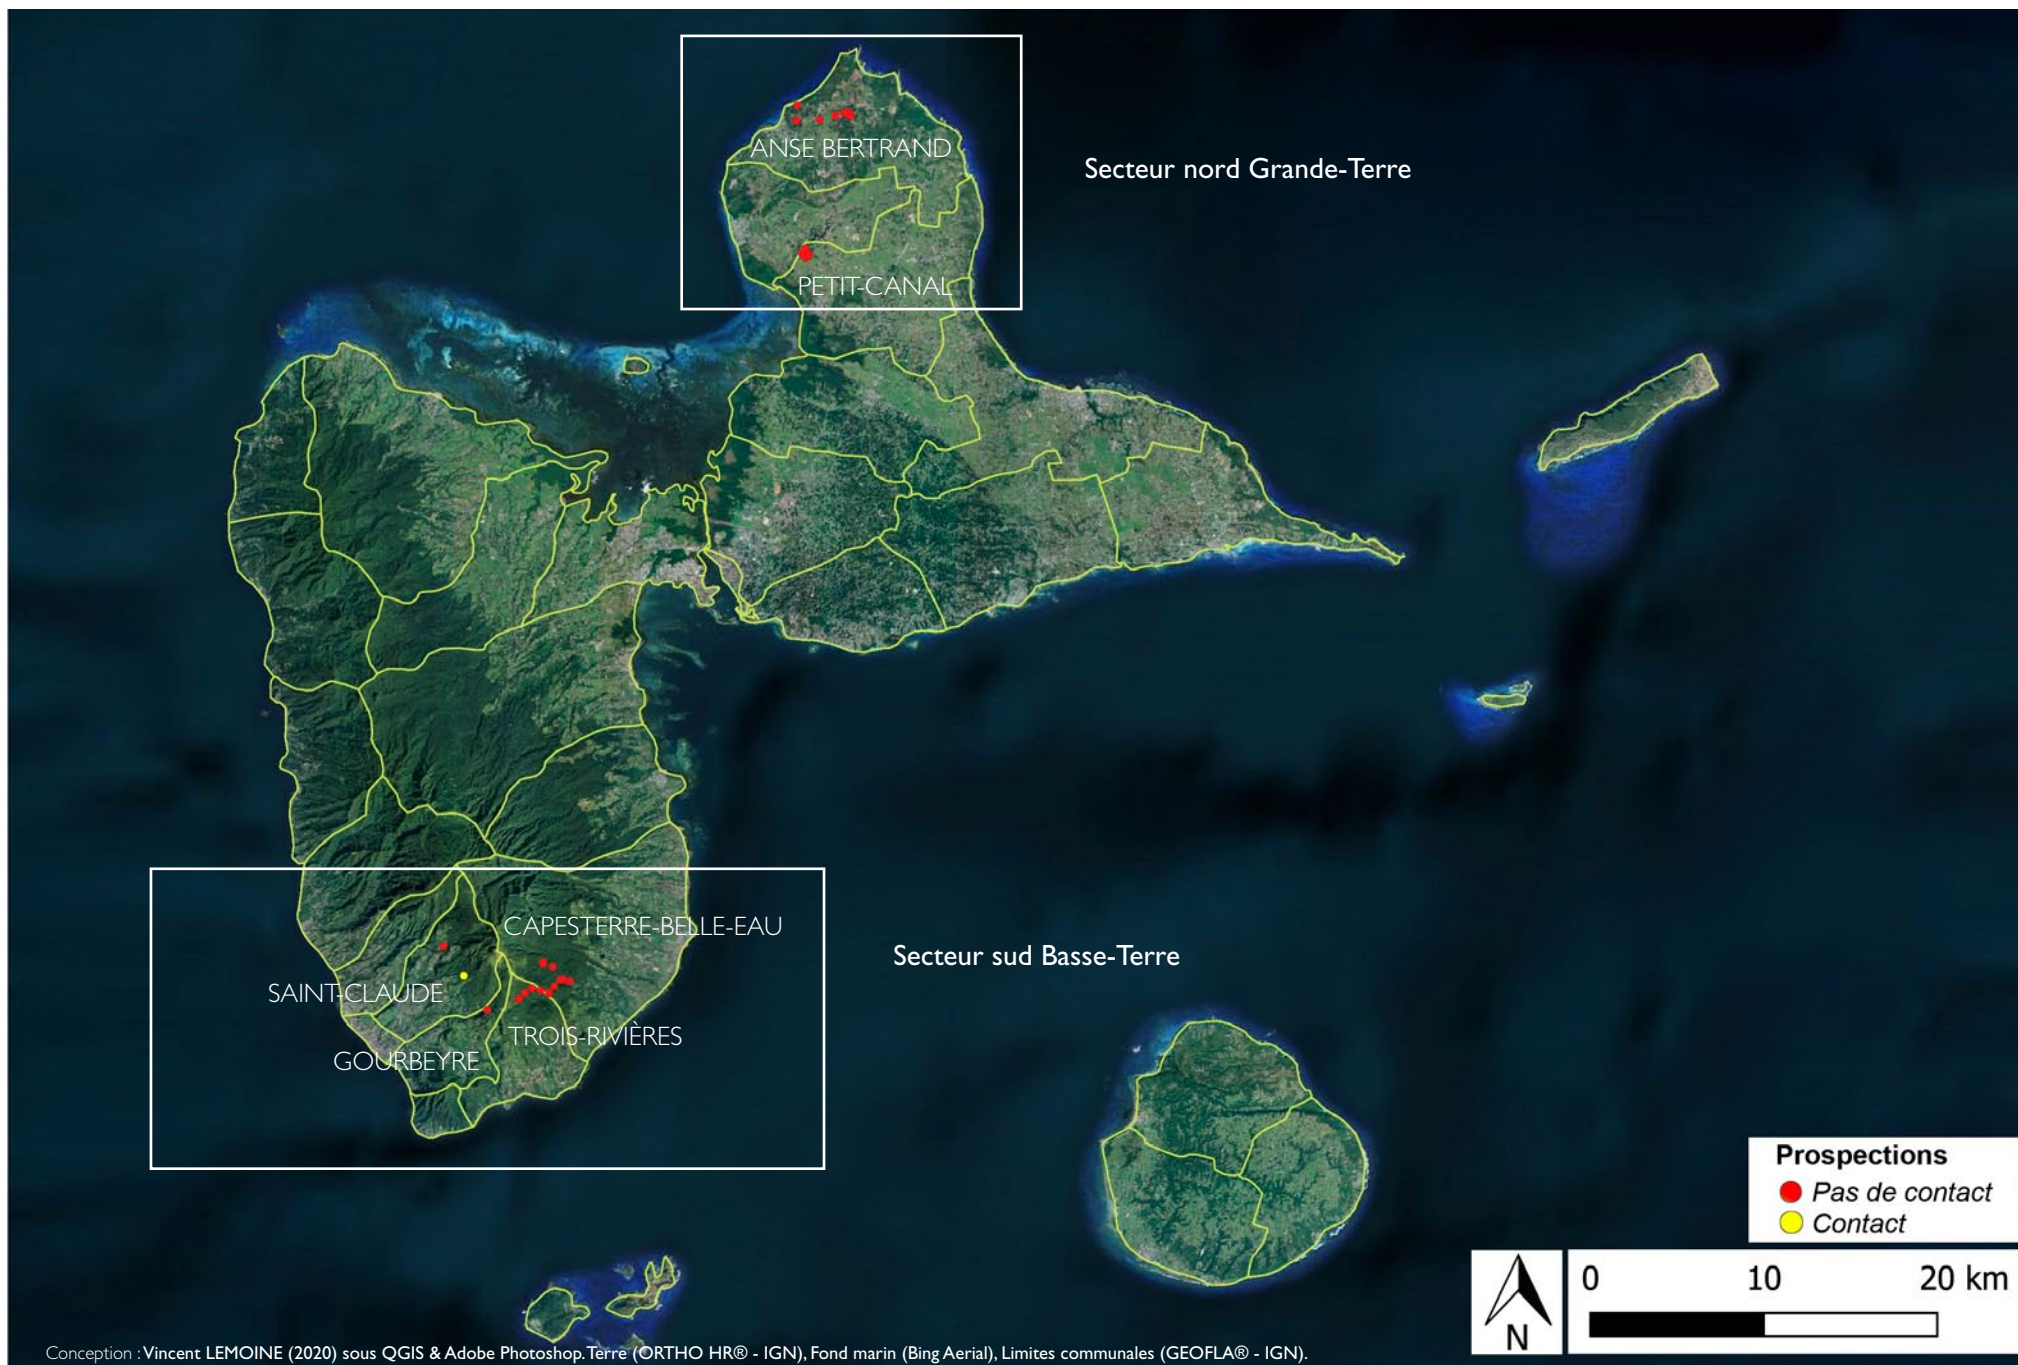 ANSE BERTRAND
Secteur nord Grande-Terre
PETIT-CANAL
CAPESTERRE-BELLE-EAU
Secteur sud Basse-Terre
SAINT-CLAUDE
TROIS-RIVIÈRES
GOURBEYRE
Prospections
Pas de contact
Contact
0 10 20 km
N
Conception : Vincent LEMOINE (2020) sous QGIS & Adobe Photoshop. Terre (ORTHO HR® - IGN), Fond marin (Bing Aerial), Limites communales (GEOFLA® - IGN).